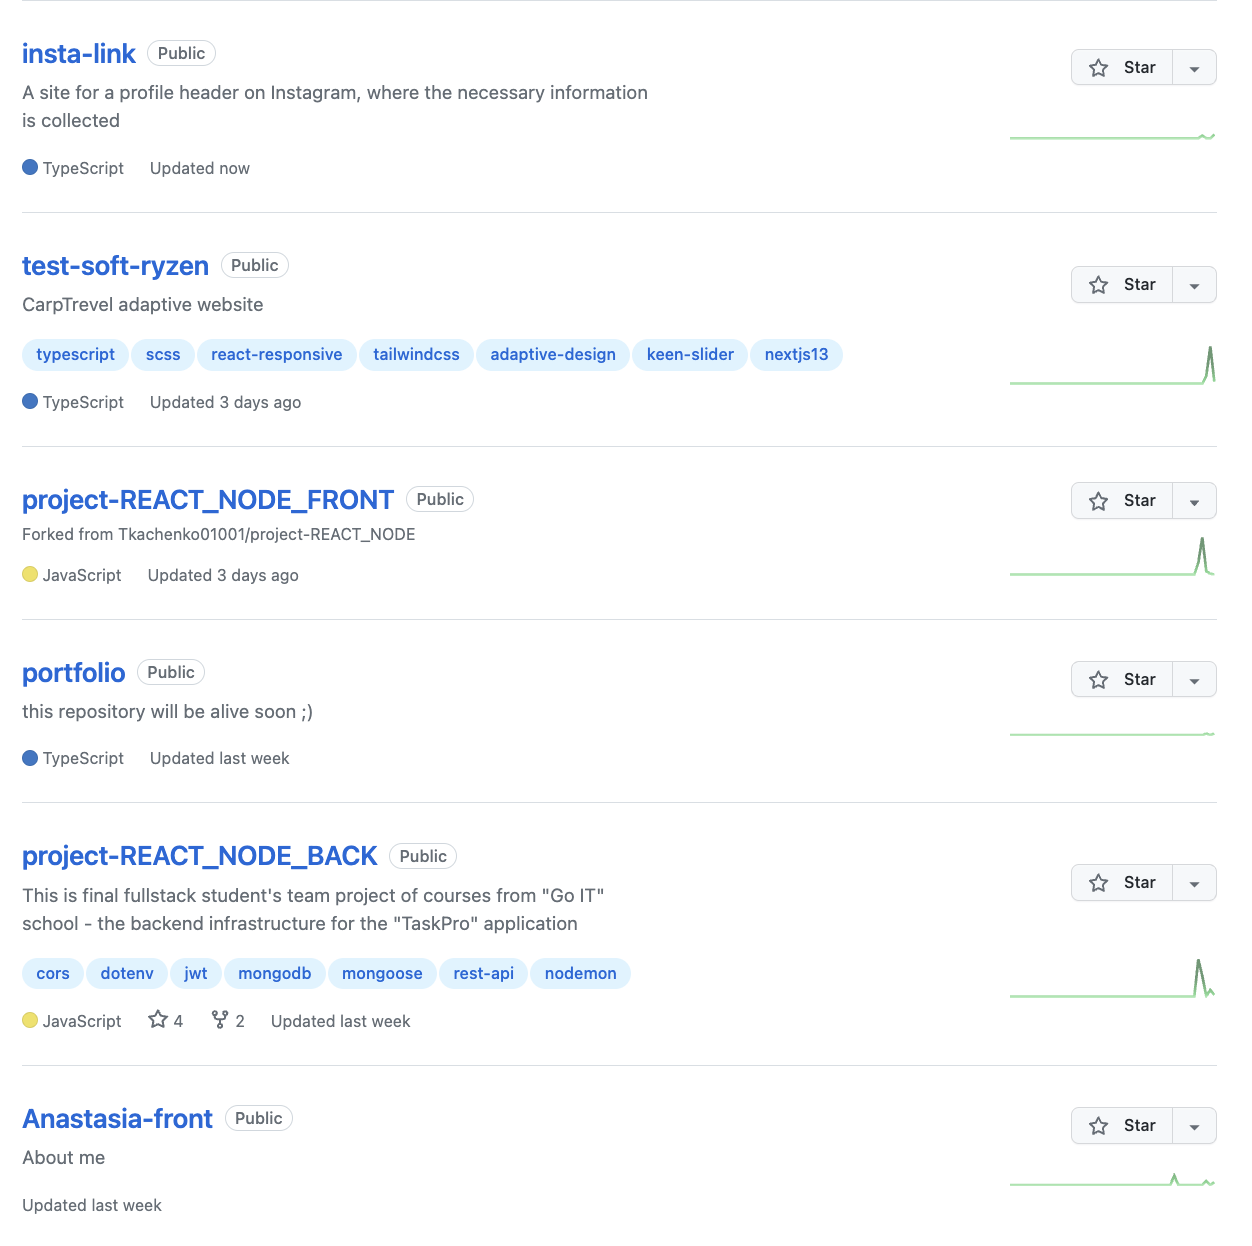 insta-link Public
Star
A site for a profile header on Instagram, where the necessary information
is collected
TypeScript Updated now
test-soft-ryzen Public
Star
CarpTrevel adaptive website
typescript scss react-responsive tailwindcss adaptive-design keen-slider nextjs13
TypeScript Updated 3 days ago
project-REACT_NODE_FRONT Public
Star
Forked from Tkachenko01001/project-REACT_NODE
JavaScript Updated 3 days ago
portfolio Public
Star
this repository will be alive soon ;)
TypeScript Updated last week
project-REACT_NODE_BACK Public
Star
This is final fullstack student's team project of courses from "Go IT"
school - the backend infrastructure for the "TaskPro" application
cors dotenv jwt mongodb mongoose rest-api nodemon
JavaScript 4 2 Updated last week
Anastasia-front Public
Star
About me
Updated last week